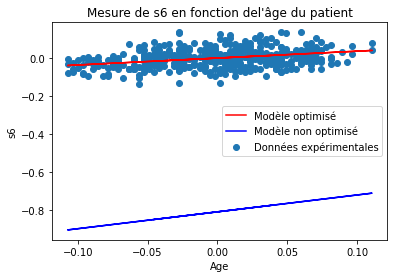 Mesure de s6 en fonction del'âge du patient
s6
0.0
−0.2
−0.4
−0.6
−0.8
Modèle optimisé
Modèle non optimisé
Données expérimentales
−0.10
−0.05
0.00
0.05
0.10
Age